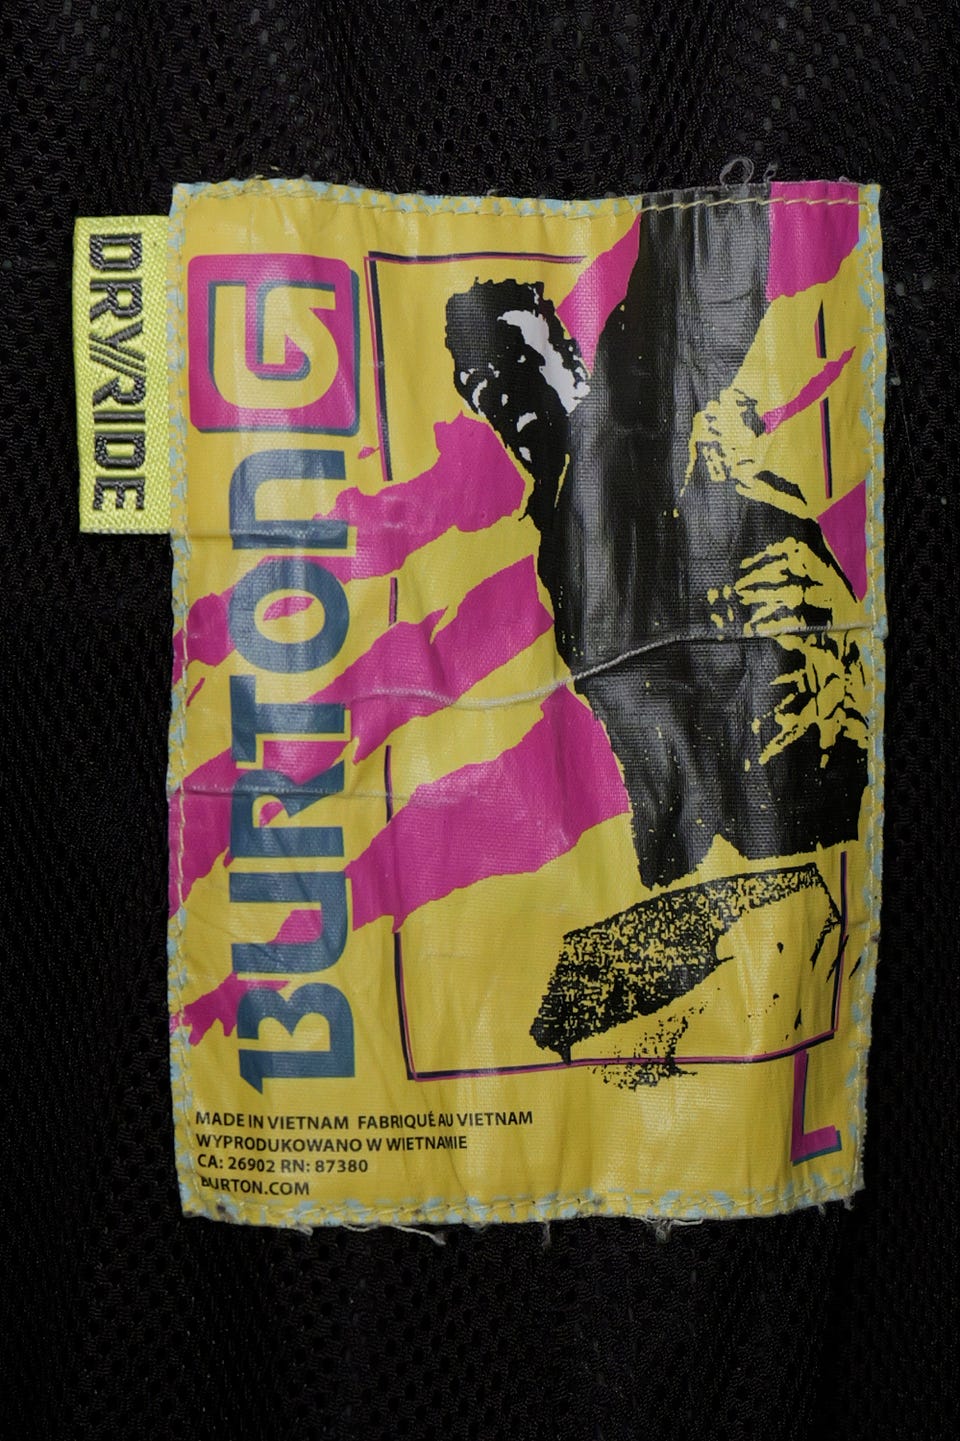 DRY///RIDE
BURTON
MADE IN VIETNAM FABRIQUÉ AU VIETNAM
WYPRODUKOWANO W WIETNAMIE
CA: 26902 RN: 87380
BURTON.COM
L